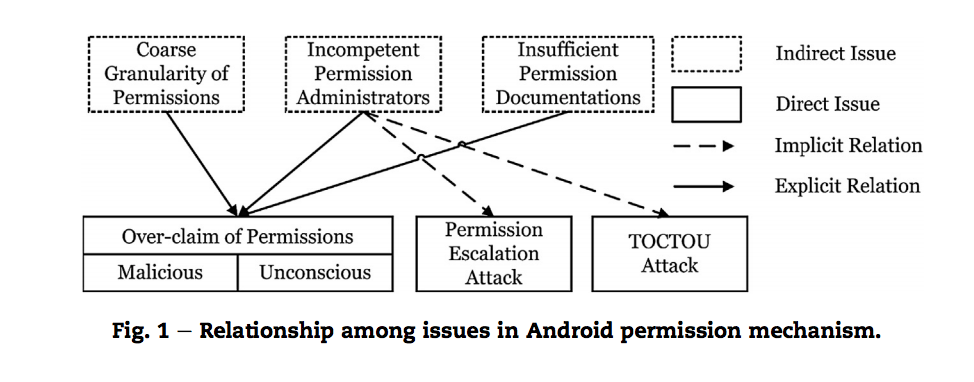 Coarse
Granularity of
Permissions
Incompetent
Permission
Administrators
Insufficient
Permission
Documentations
Indirect Issue
Direct Issue
Implicit Relation
Explicit Relation
Over-claim of Permissions
Malicious
Unconscious
Permission
Escalation
Attack
TOCTOU
Attack
Fig. 1 – Relationship among issues in Android permission mechanism.